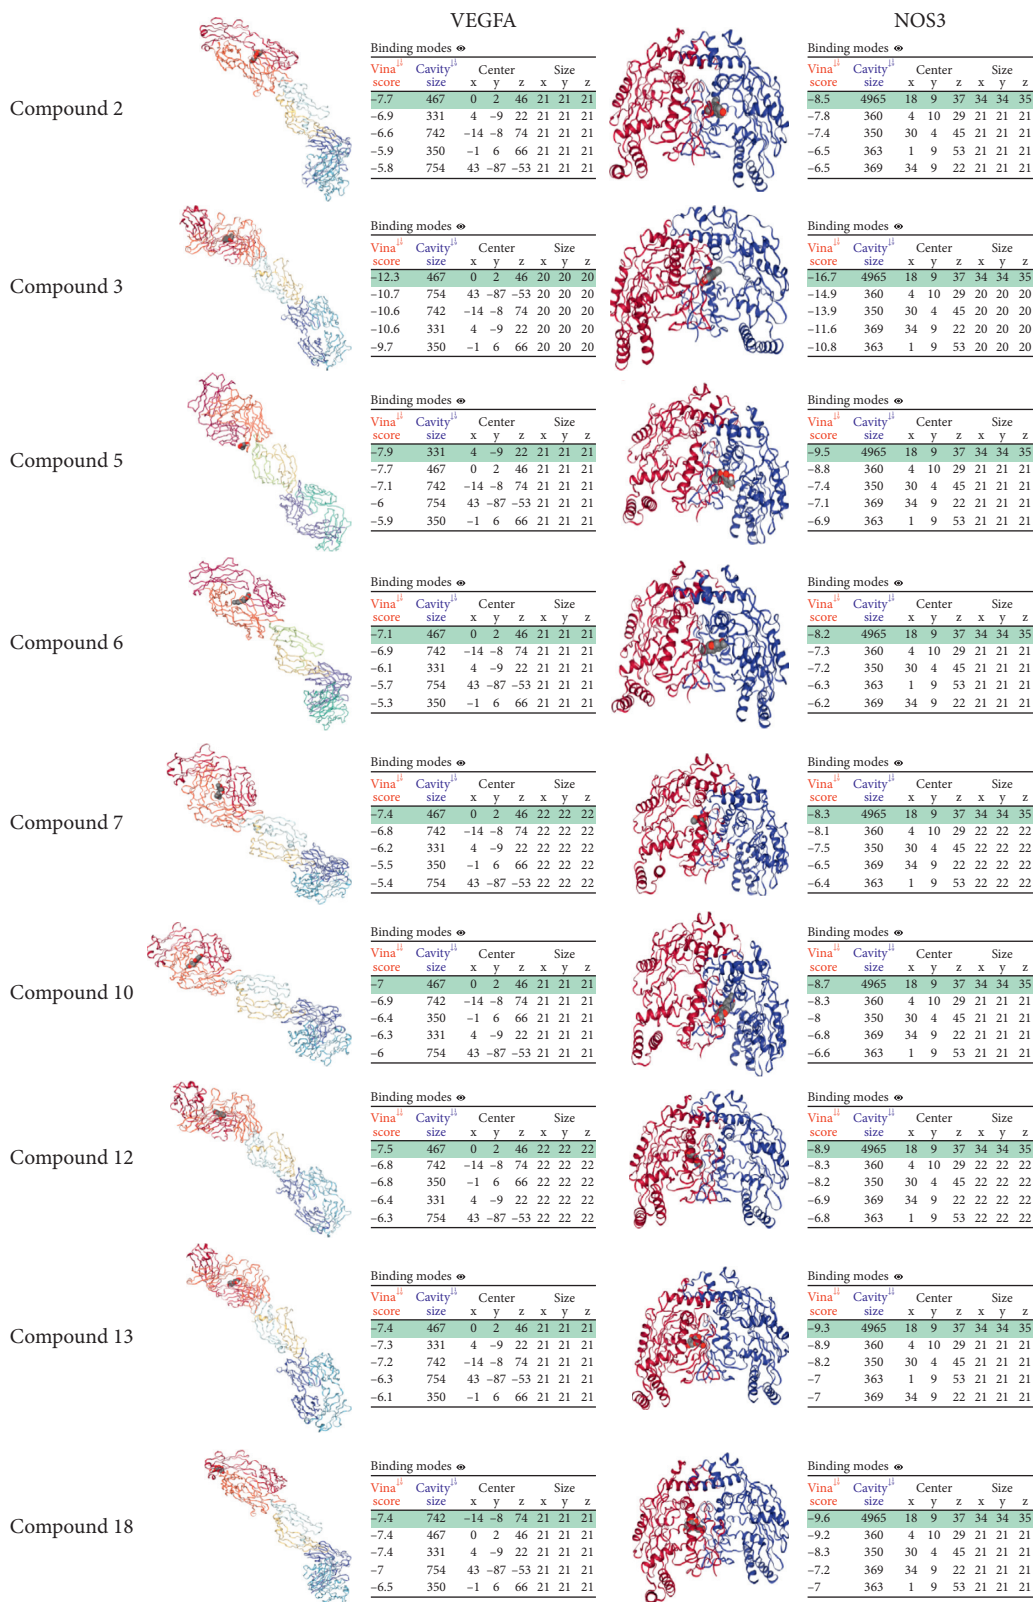 VEGFA NOS3
Compound 2
Binding modes
Vina Cavity Center Size
score size x y z x y z
−7.7 467 0 2 46 21 21 21
−6.9 331 4 −9 22 21 21 21
−6.6 742 −14 −8 74 21 21 21
−5.9 350 −1 6 66 21 21 21
−5.8 754 43 −87 −53 21 21 21
Binding modes
Vina Cavity Center Size
score size x y z x y z
−8.5 4965 18 9 37 34 34 35
−7.8 360 4 10 29 21 21 21
−7.4 350 30 4 45 21 21 21
−6.5 363 1 9 53 21 21 21
−6.5 369 34 9 22 21 21 21
Compound 3
Binding modes
Vina Cavity Center Size
score size x y z x y z
−12.3 467 0 2 46 20 20 20
−10.7 754 43 −87 −53 20 20 20
−10.6 742 −14 −8 74 20 20 20
−10.6 331 4 −9 22 20 20 20
−9.7 350 −1 6 66 20 20 20
Binding modes
Vina Cavity Center Size
score size x y z x y z
−16.7 4965 18 9 37 34 34 35
−14.9 360 4 10 29 20 20 20
−13.9 350 30 4 45 20 20 20
−11.6 369 34 9 22 20 20 20
−10.8 363 1 9 53 20 20 20
Compound 5
Binding modes
Vina Cavity Center Size
score size x y z x y z
−7.9 331 4 −9 22 21 21 21
−7.7 467 0 2 46 21 21 21
−7.1 742 −14 −8 74 21 21 21
−6 754 43 −87 −53 21 21 21
−5.9 350 −1 6 66 21 21 21
Binding modes
Vina Cavity Center Size
score size x y z x y z
−9.5 4965 18 9 37 34 34 35
−8.8 360 4 10 29 21 21 21
−7.4 350 30 4 45 21 21 21
−7.1 369 34 9 22 21 21 21
−6.9 363 1 9 53 21 21 21
Compound 6
Binding modes
Vina Cavity Center Size
score size x y z x y z
−7.1 467 0 2 46 21 21 21
−6.9 742 −14 −8 74 21 21 21
−6.1 331 4 −9 22 21 21 21
−5.7 754 43 −87 −53 21 21 21
−5.3 350 −1 6 66 21 21 21
Binding modes
Vina Cavity Center Size
score size x y z x y z
−8.2 4965 18 9 37 34 34 35
−7.3 360 4 10 29 21 21 21
−7.2 350 30 4 45 21 21 21
−6.3 363 1 9 53 21 21 21
−6.2 369 34 9 22 21 21 21
Compound 7
Binding modes
Vina Cavity Center Size
score size x y z x y z
−7.4 467 0 2 46 22 22 22
−6.8 742 −14 −8 74 22 22 22
−6.2 331 4 −9 22 22 22 22
−5.5 350 −1 6 66 22 22 22
−5.4 754 43 −87 −53 22 22 22
Binding modes
Vina Cavity Center Size
score size x y z x y z
−8.3 4965 18 9 37 34 34 35
−8.1 360 4 10 29 22 22 22
−7.5 350 30 4 45 22 22 22
−6.5 369 34 9 22 22 22 22
−6.4 363 1 9 53 22 22 22
Compound 10
Binding modes
Vina Cavity Center Size
score size x y z x y z
−7 467 0 2 46 21 21 21
−6.9 742 −14 −8 74 21 21 21
−6.4 350 −1 6 66 21 21 21
−6.3 331 4 −9 22 21 21 21
−6 754 43 −87 −53 21 21 21
Binding modes
Vina Cavity Center Size
score size x y z x y z
−8.7 4965 18 9 37 34 34 35
−8.3 360 4 10 29 21 21 21
−8 350 30 4 45 21 21 21
−6.8 369 34 9 22 21 21 21
−6.6 363 1 9 53 21 21 21
Compound 12
Binding modes
Vina Cavity Center Size
score size x y z x y z
−7.5 467 0 2 46 22 22 22
−6.8 742 −14 −8 74 22 22 22
−6.8 350 −1 6 66 22 22 22
−6.4 331 4 −9 22 22 22 22
−6.3 754 43 −87 −53 22 22 22
Binding modes
Vina Cavity Center Size
score size x y z x y z
−8.9 4965 18 9 37 34 34 35
−8.3 360 4 10 29 22 22 22
−8.2 350 30 4 45 22 22 22
−6.9 369 34 9 22 22 22 22
−6.8 363 1 9 53 22 22 22
Compound 13
Binding modes
Vina Cavity Center Size
score size x y z x y z
−7.4 467 0 2 46 21 21 21
−7.3 331 4 −9 22 21 21 21
−7.2 742 −14 −8 74 21 21 21
−6.3 754 43 −87 −53 21 21 21
−6.1 350 −1 6 66 21 21 21
Binding modes
Vina Cavity Center Size
score size x y z x y z
−9.3 4965 18 9 37 34 34 35
−8.9 360 4 10 29 21 21 21
−8.2 350 30 4 45 21 21 21
−7 363 1 9 53 21 21 21
−7 369 34 9 22 21 21 21
Compound 18
Binding modes
Vina Cavity Center Size
score size x y z x y z
−7.4 742 −14 −8 74 21 21 21
−7.4 467 0 2 46 21 21 21
−7.4 331 4 −9 22 21 21 21
−7 754 43 −87 −53 21 21 21
−6.5 350 −1 6 66 21 21 21
Binding modes
Vina Cavity Center Size
score size x y z x y z
−9.6 4965 18 9 37 34 34 35
−9.2 360 4 10 29 21 21 21
−8.3 350 30 4 45 21 21 21
−7.2 369 34 9 22 21 21 21
−7 363 1 9 53 21 21 21